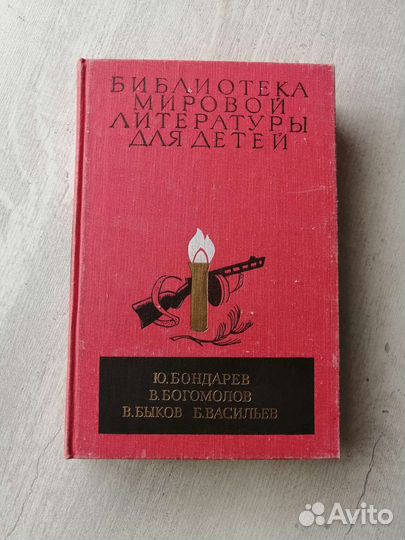 БИБЛИОТЕКА
МИРОВОЙ
ЛИТЕРАТУРЫ
ДЛЯ ДЕТЕЙ
Ю.БОНДАРЕВ
В.БОГОМОЛОВ
В.БЫКОВ Б.ВАСИЛЬЕВ
Avito